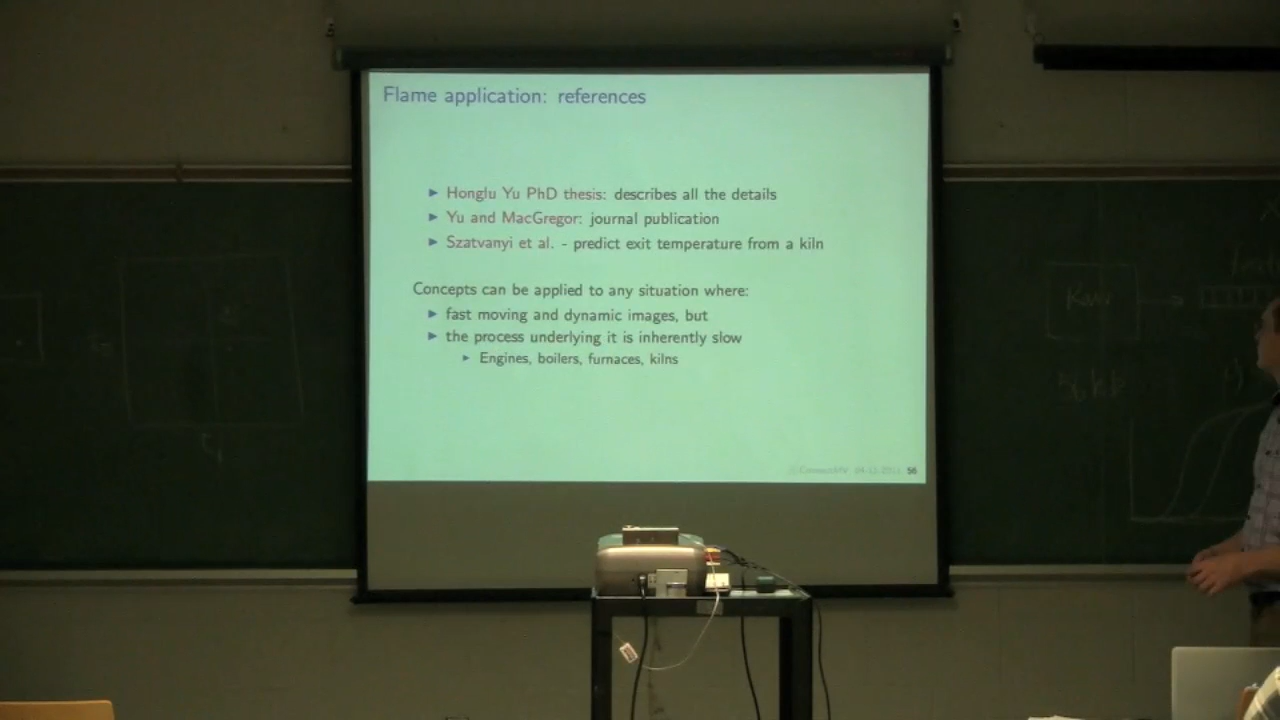 Flame application: references
► Honglu Yu PhD thesis: describes all the details
► Yu and MacGregor: journal publication
► Szatvanyi et al. - predict exit temperature from a kiln
Concepts can be applied to any situation where:
► fast moving and dynamic images, but
► the process underlying it is inherently slow
► Engines, boilers, furnaces, kilns
56